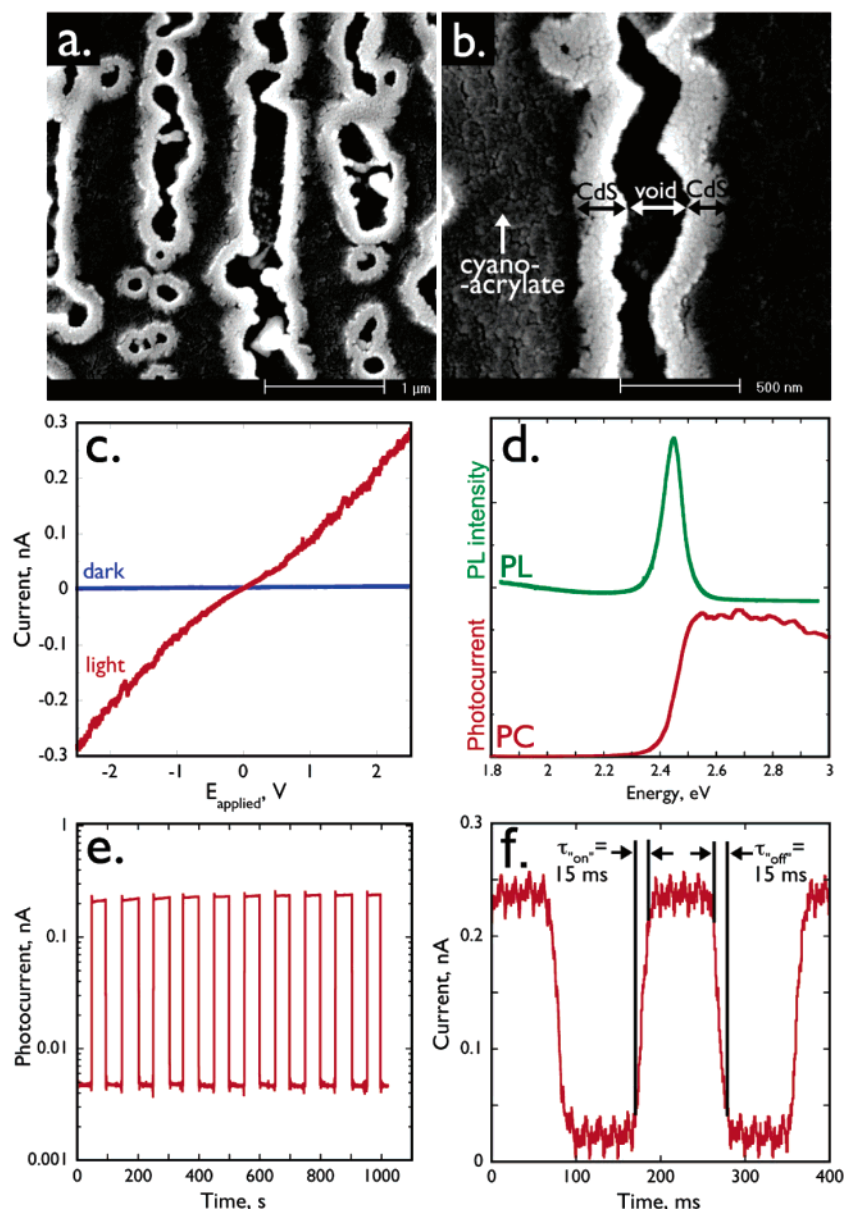 a.
1 μm
b.
CdS void CdS
cyano-
-acrylate
500 nm
c.
Current, nA
0.3
0.2
0.1
0
-0.1
-0.2
-0.3
dark
light
-2 -1 0 1 2
E applied, V
d.
PL intensity
Photocurrent
PL
PC
1.8 2 2.2 2.4 2.6 2.8 3
Energy, eV
e.
Photocurrent, nA
1
0.1
0.01
0.001
0 200 400 600 800 1000
Time, s
f.
τ"on"=
15 ms
τ"off"=
15 ms
Current, nA
0.3
0.2
0.1
0
0 100 200 300 400
Time, ms